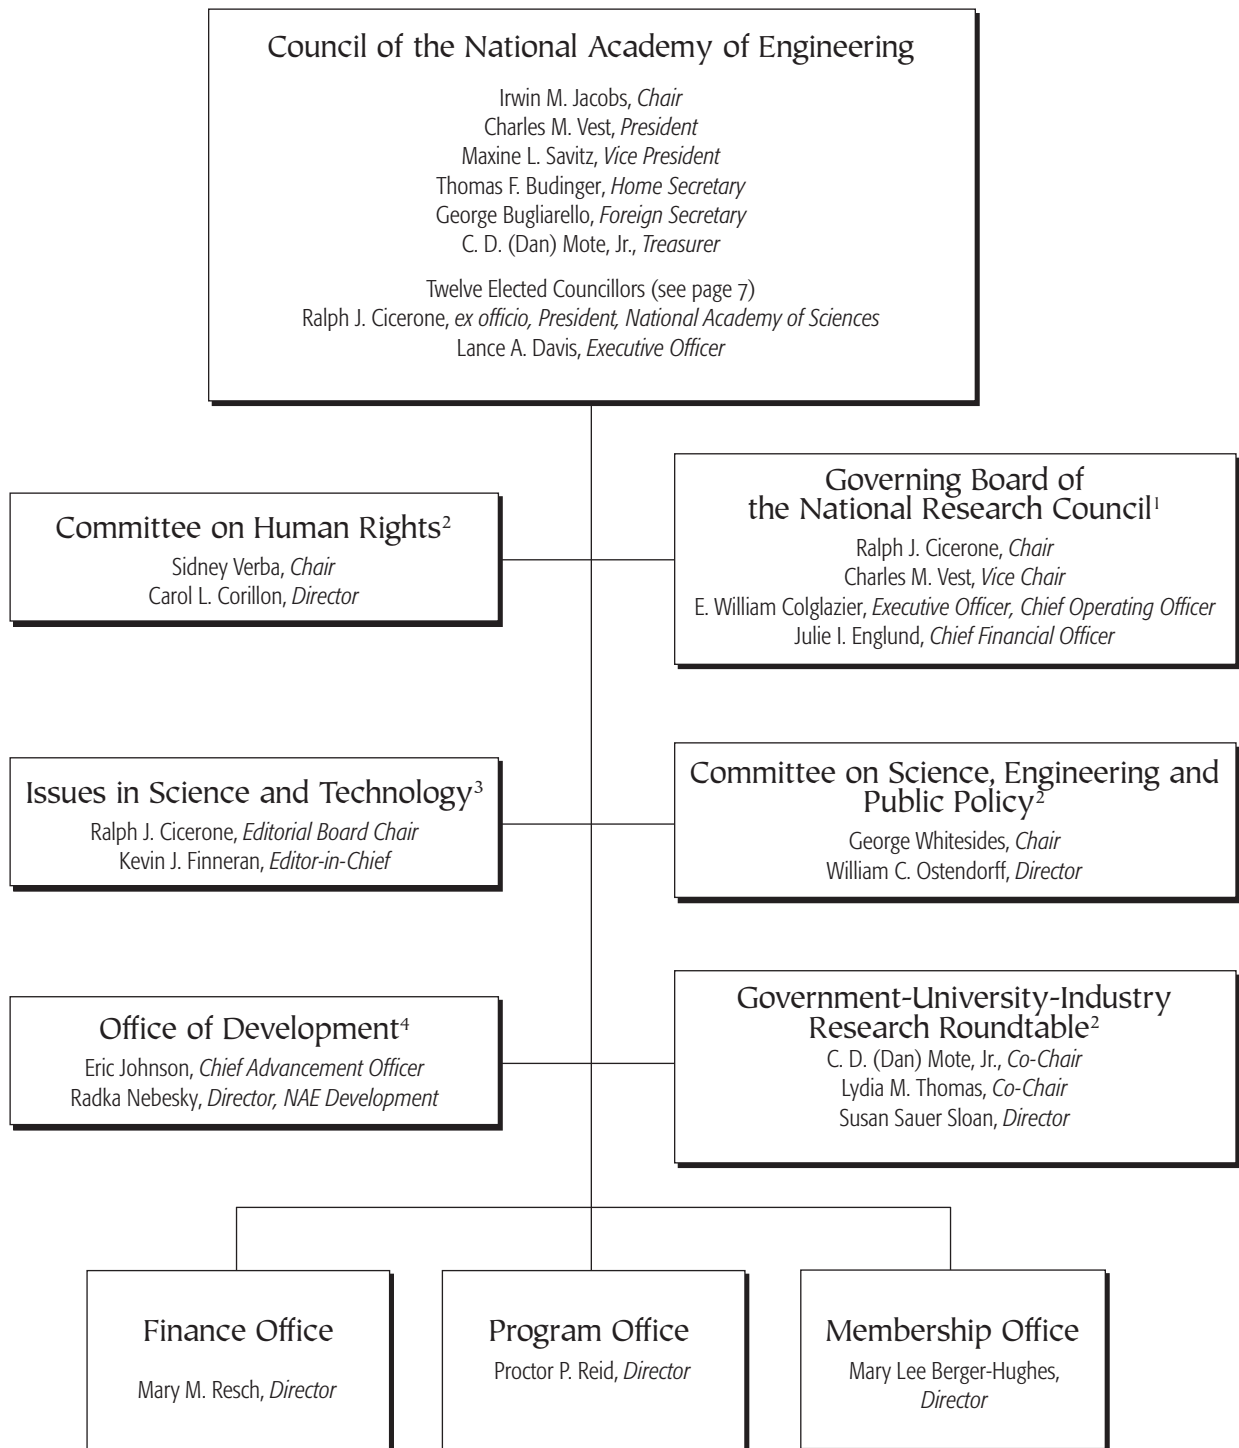 Council of the National Academy of Engineering
Irwin M. Jacobs, Chair
Charles M. Vest, President
Maxine L. Savitz, Vice President
Thomas F. Budinger, Home Secretary
George Bugliarello, Foreign Secretary
C. D. (Dan) Mote, Jr., Treasurer
Twelve Elected Councillors (see page 7)
Ralph J. Cicerone, ex officio, President, National Academy of Sciences
Lance A. Davis, Executive Officer
Committee on Human Rights²
Sidney Verba, Chair
Carol L. Corillon, Director
Governing Board of
the National Research Council¹
Ralph J. Cicerone, Chair
Charles M. Vest, Vice Chair
E. William Colglazier, Executive Officer, Chief Operating Officer
Julie I. Englund, Chief Financial Officer
Issues in Science and Technology³
Ralph J. Cicerone, Editorial Board Chair
Kevin J. Finneran, Editor-in-Chief
Committee on Science, Engineering and
Public Policy²
George Whitesides, Chair
William C. Ostendorff, Director
Office of Development⁴
Eric Johnson, Chief Advancement Officer
Radka Nebesky, Director, NAE Development
Government-University-Industry
Research Roundtable²
C. D. (Dan) Mote, Jr., Co-Chair
Lydia M. Thomas, Co-Chair
Susan Sauer Sloan, Director
Finance Office
Mary M. Resch, Director
Program Office
Proctor P. Reid, Director
Membership Office
Mary Lee Berger-Hughes,
Director